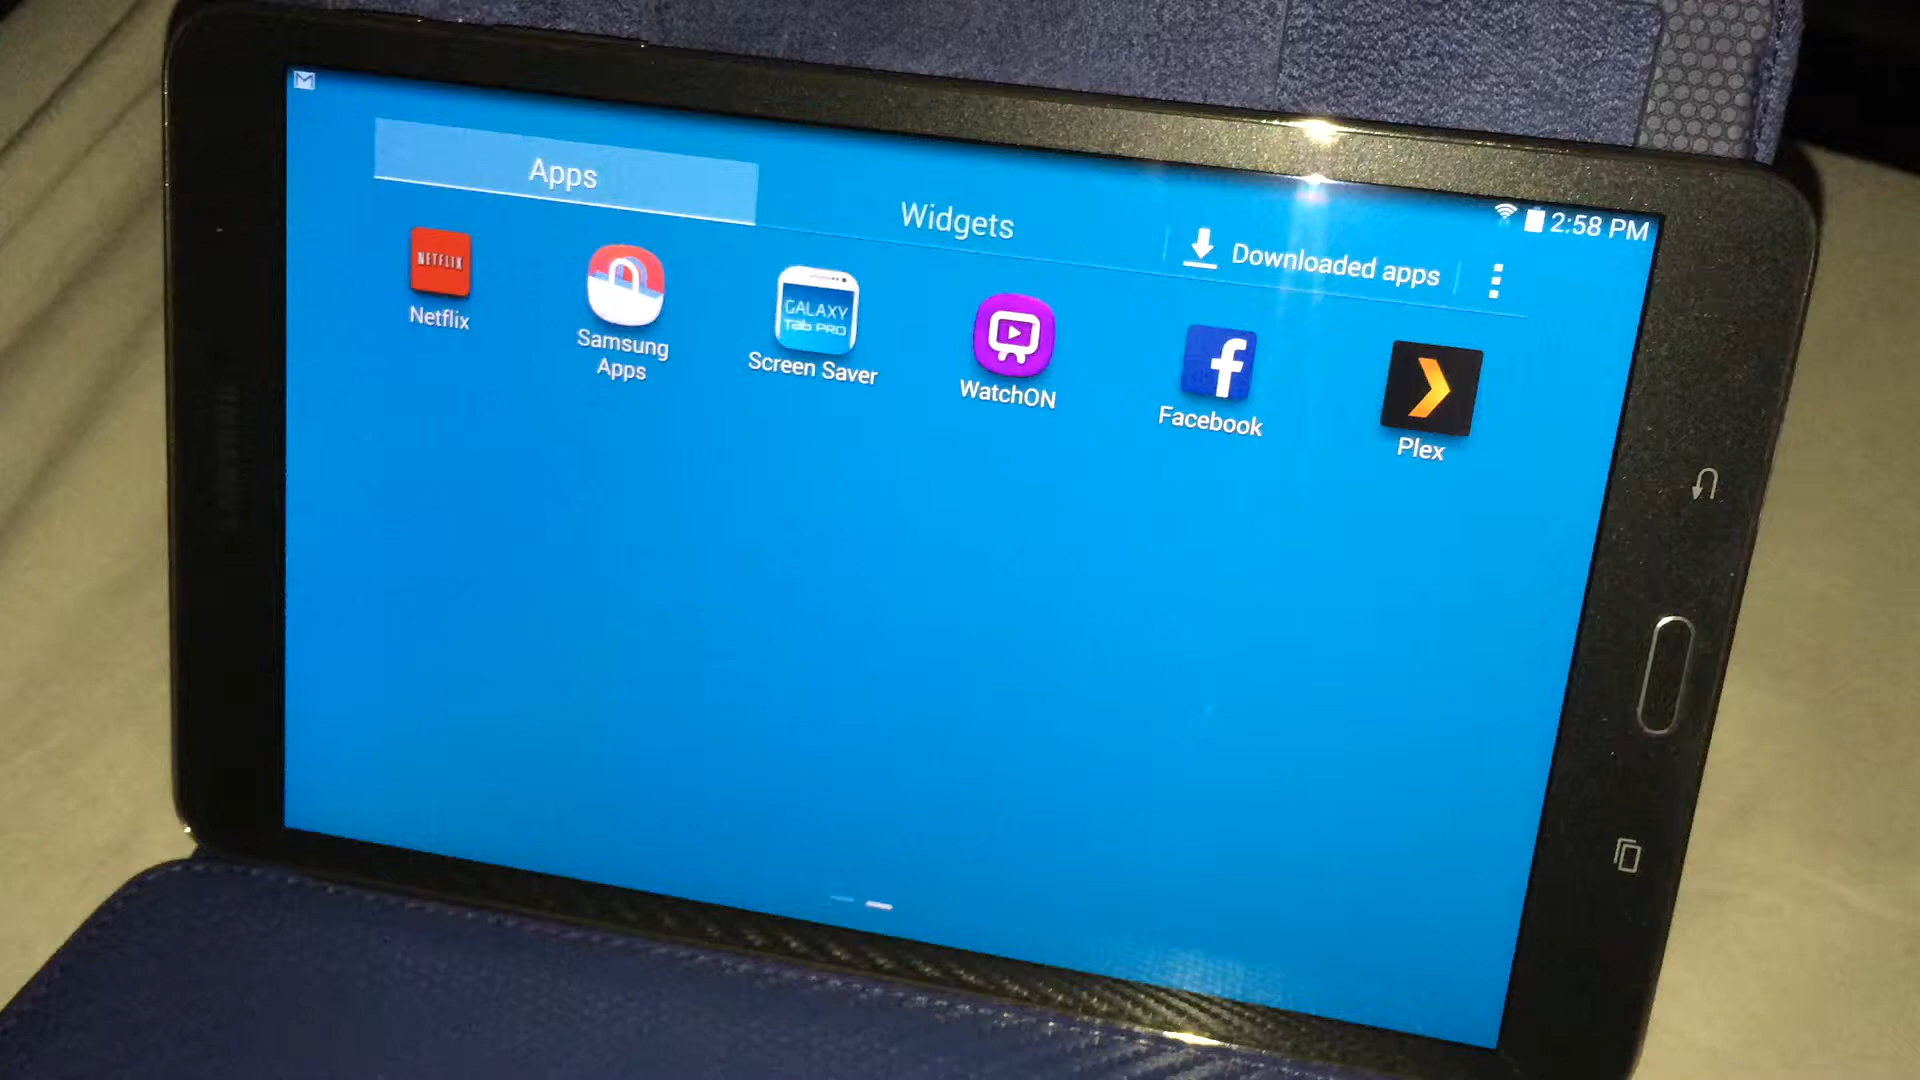 2:58 PM
Apps
Widgets
Downloaded apps
NETFLIX
Netflix
Samsung
Apps
GALAXY
Tab PRO
Screen Saver
WatchON
Facebook
Plex